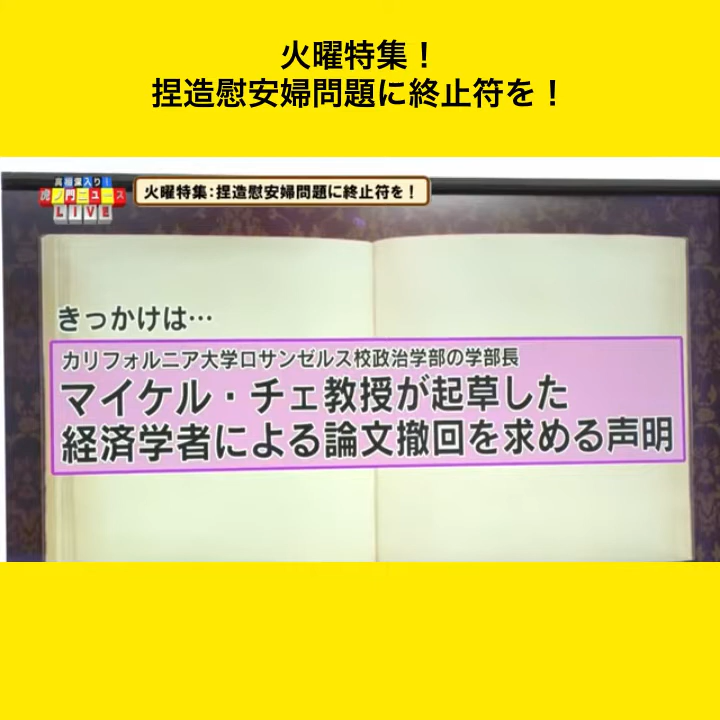 火曜特集！
捏造慰安婦問題に終止符を！
真相深入り！
虎ノ門ニュース
LIVE
火曜特集:捏造慰安婦問題に終止符を！
きっかけは…
カリフォルニア大学ロサンゼルス校政治学部の学部長
マイケル・チェ教授が起草した
経済学者による論文撤回を求める声明